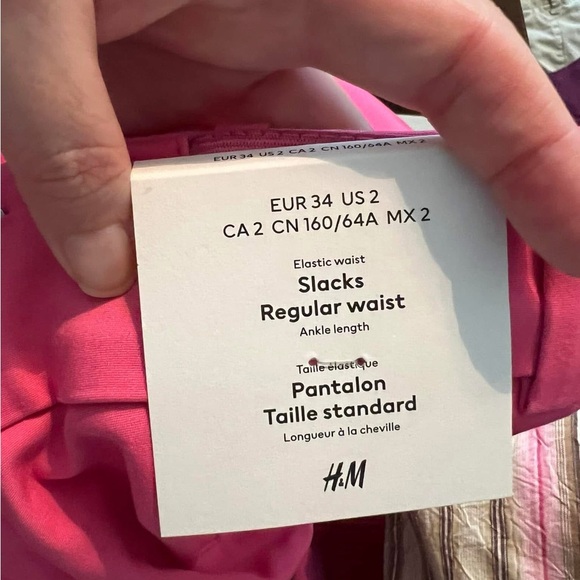 EUR 34 US 2 CA 2 CN 160/64A MX 2
EUR 34 US 2
CA 2 CN 160/64A MX 2
Elastic waist
Slacks
Regular waist
Ankle length
Taille élastique
Pantalon
Taille standard
Longueur à la cheville
H&M